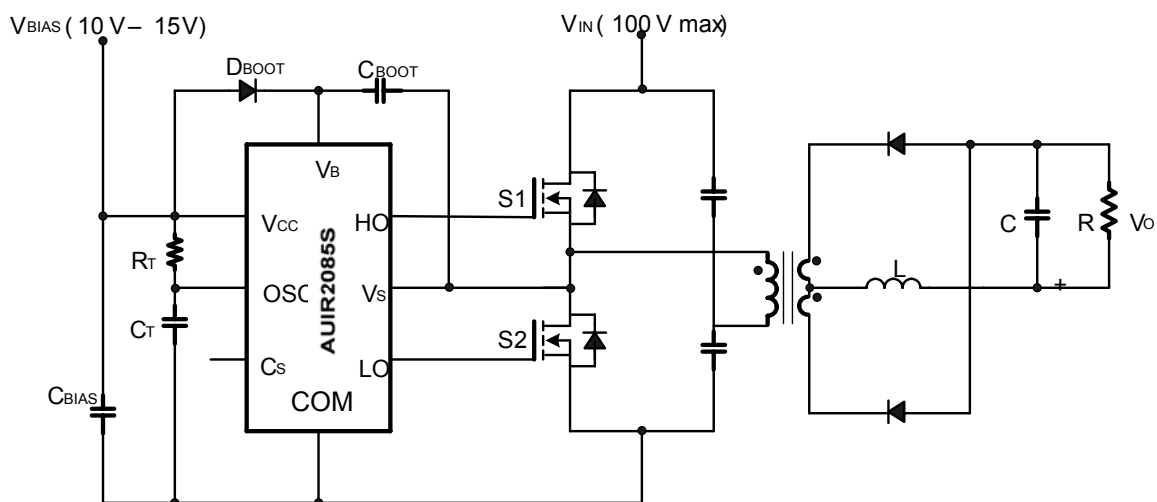 VBIAS ( 10 V – 15V)
VIN ( 100 V max)
DBOOT
CBOOT
VB
S1
VCC
HO
C
R
VO
RT
L
OSC
VS
+
AUIR2085S
CT
S2
CS
LO
CBIAS
COM